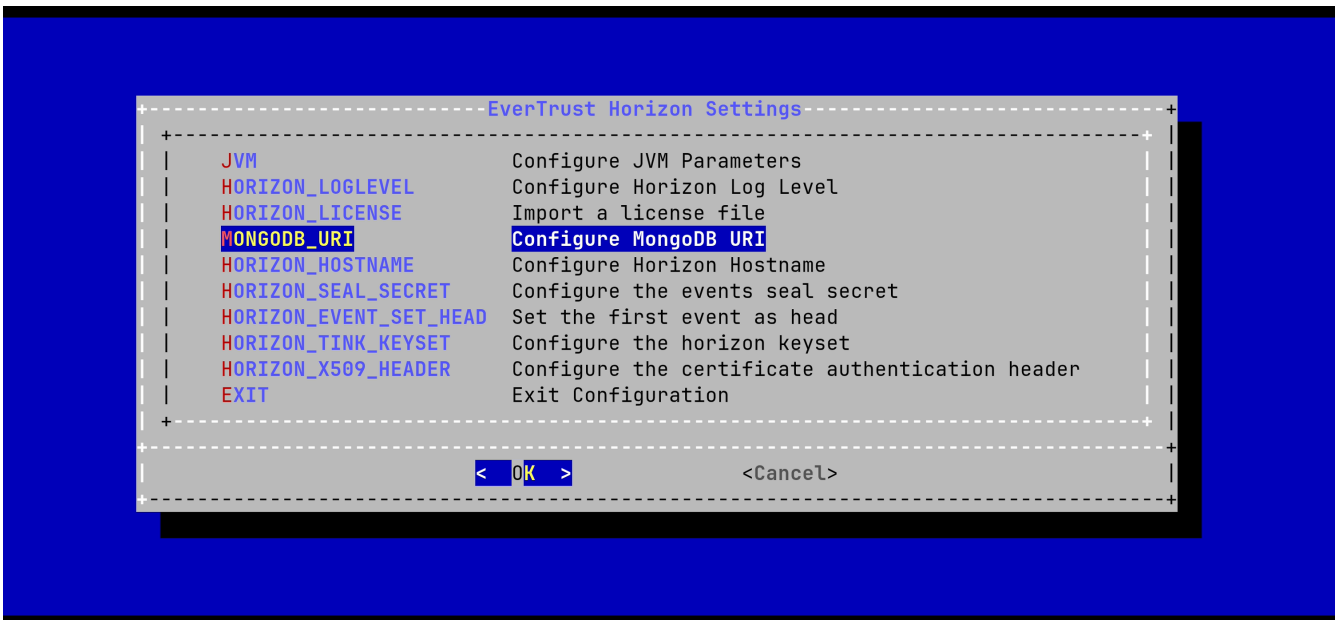 EverTrust Horizon Settings
JVM Configure JVM Parameters
HORIZON_LOGLEVEL Configure Horizon Log Level
HORIZON_LICENSE Import a license file
MONGODB_URI Configure MongoDB URI
HORIZON_HOSTNAME Configure Horizon Hostname
HORIZON_SEAL_SECRET Configure the events seal secret
HORIZON_EVENT_SET_HEAD Set the first event as head
HORIZON_TINK_KEYSET Configure the horizon keyset
HORIZON_X509_HEADER Configure the certificate authentication header
EXIT Exit Configuration
< OK > <Cancel>